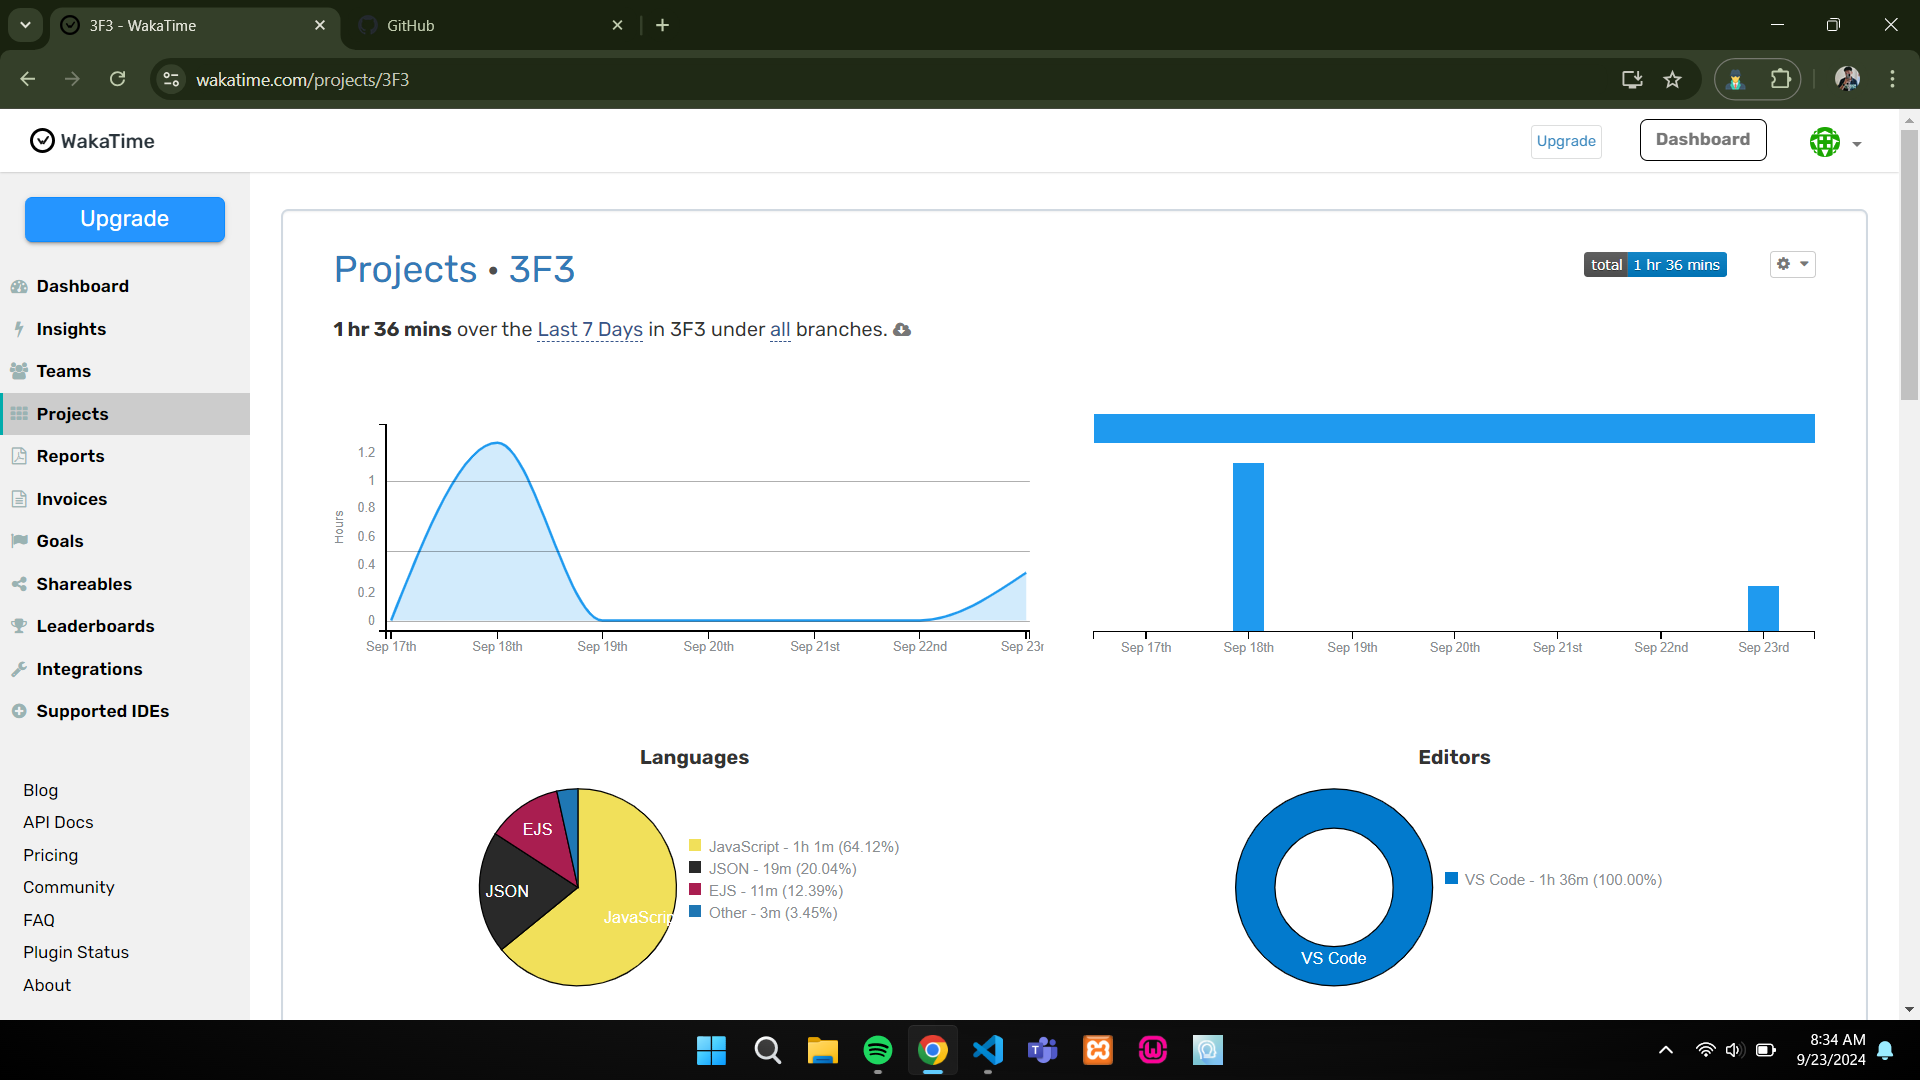 3F3 - WakaTime
GitHub
wakatime.com/projects/3F3
WakaTime
Upgrade
Dashboard
Upgrade
Dashboard
Insights
Teams
Projects
Reports
Invoices
Goals
Shareables
Leaderboards
Integrations
Supported IDEs
Blog
API Docs
Pricing
Community
FAQ
Plugin Status
About
Projects • 3F3
total 1 hr 36 mins
1 hr 36 mins over the Last 7 Days in 3F3 under all branches.
Hours
1.2
1
0.8
0.6
0.4
0.2
0
Sep 17th Sep 18th Sep 19th Sep 20th Sep 21st Sep 22nd Sep 23r
Sep 17th Sep 18th Sep 19th Sep 20th Sep 21st Sep 22nd Sep 23rd
Languages
EJS
JSON
JavaScrip
JavaScript - 1h 1m (64.12%)
JSON - 19m (20.04%)
EJS - 11m (12.39%)
Other - 3m (3.45%)
Editors
VS Code
VS Code - 1h 36m (100.00%)
8:34 AM
9/23/2024